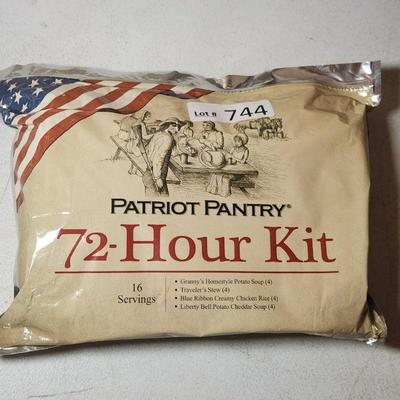 Lot # 744
PATRIOT PANTRY®
72-Hour Kit
16
Servings
• Granny's Homestyle Potato Soup (4)
• Traveler's Stew (4)
• Blue Ribbon Creamy Chicken Rice (4)
• Liberty Bell Potato Cheddar Soup (4)